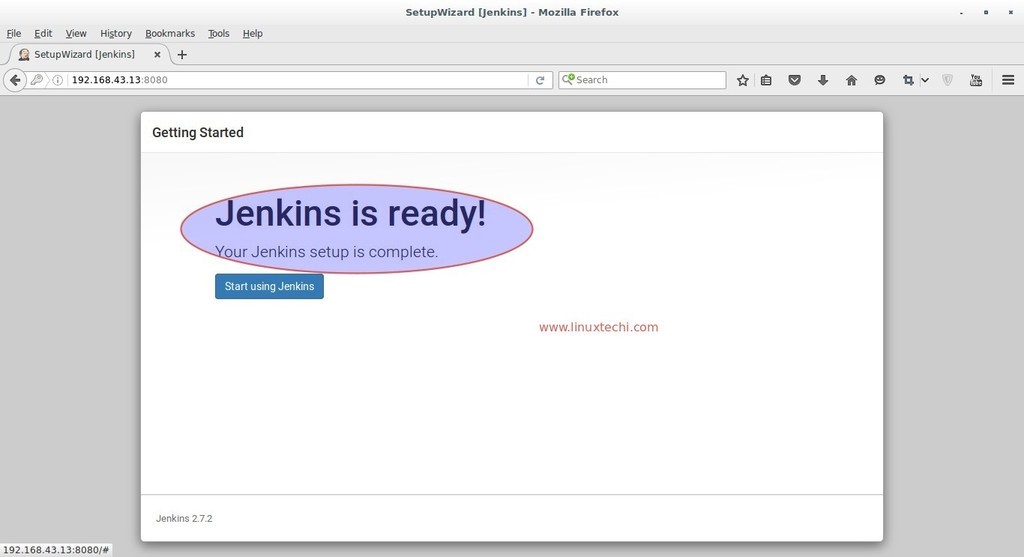 SetupWizard [Jenkins] - Mozilla Firefox
File Edit View History Bookmarks Tools Help
SetupWizard [Jenkins]
192.168.43.13:8080
Search
You Tube
Getting Started
Jenkins is ready!
Your Jenkins setup is complete.
Start using Jenkins
www.linuxtechi.com
Jenkins 2.7.2
192.168.43.13:8080/#